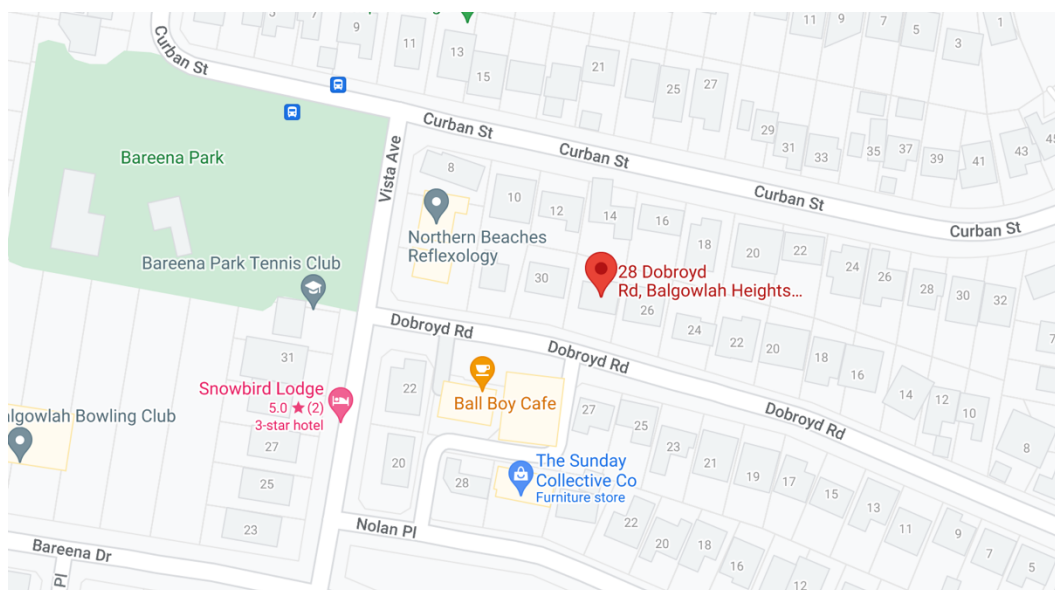 9
11
13
15
21
25
27
11
9
7
5
3
1
Curban St
29
31
33
35
37
39
41
43
45
Bareena Park
Vista Ave
Curban St
Curban St
Curban St
Curban St
8
10
12
14
16
18
20
22
24
26
28
30
32
Northern Beaches
Reflexology
Bareena Park Tennis Club
30
28 Dobroyd
Rd, Balgowlah Heights...
26
24
22
20
18
16
14
12
10
8
Dobroyd Rd
Dobroyd Rd
Dobroyd Rd
31
22
Ball Boy Cafe
Snowbird Lodge
5.0 ★ (2)
3-star hotel
algowlah Bowling Club
27
25
23
20
27
25
23
21
19
17
15
13
11
9
7
5
28
The Sunday
Collective Co
Furniture store
22
20
18
16
12
Nolan Pl
Bareena Dr
Pl